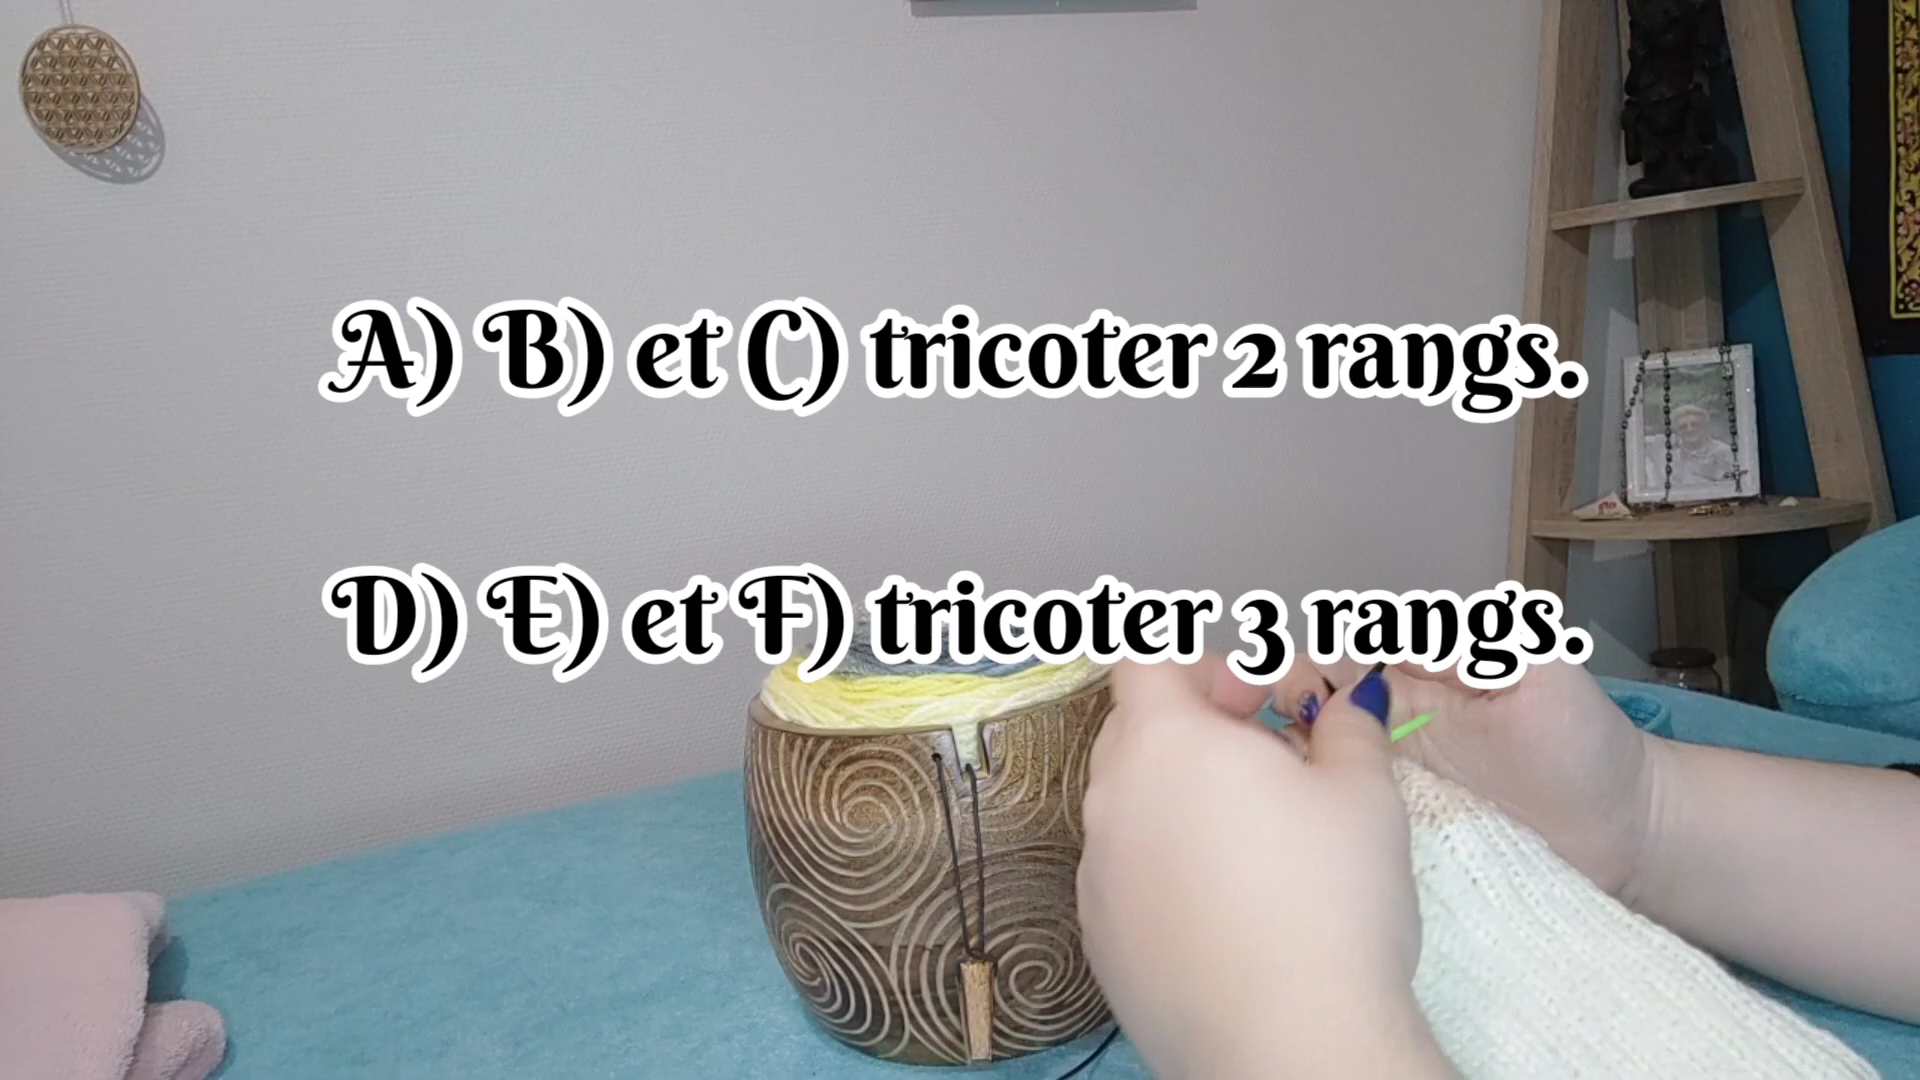 A) B) et C) tricoter 2 rangs.
D) E) et F) tricoter 3 rangs.